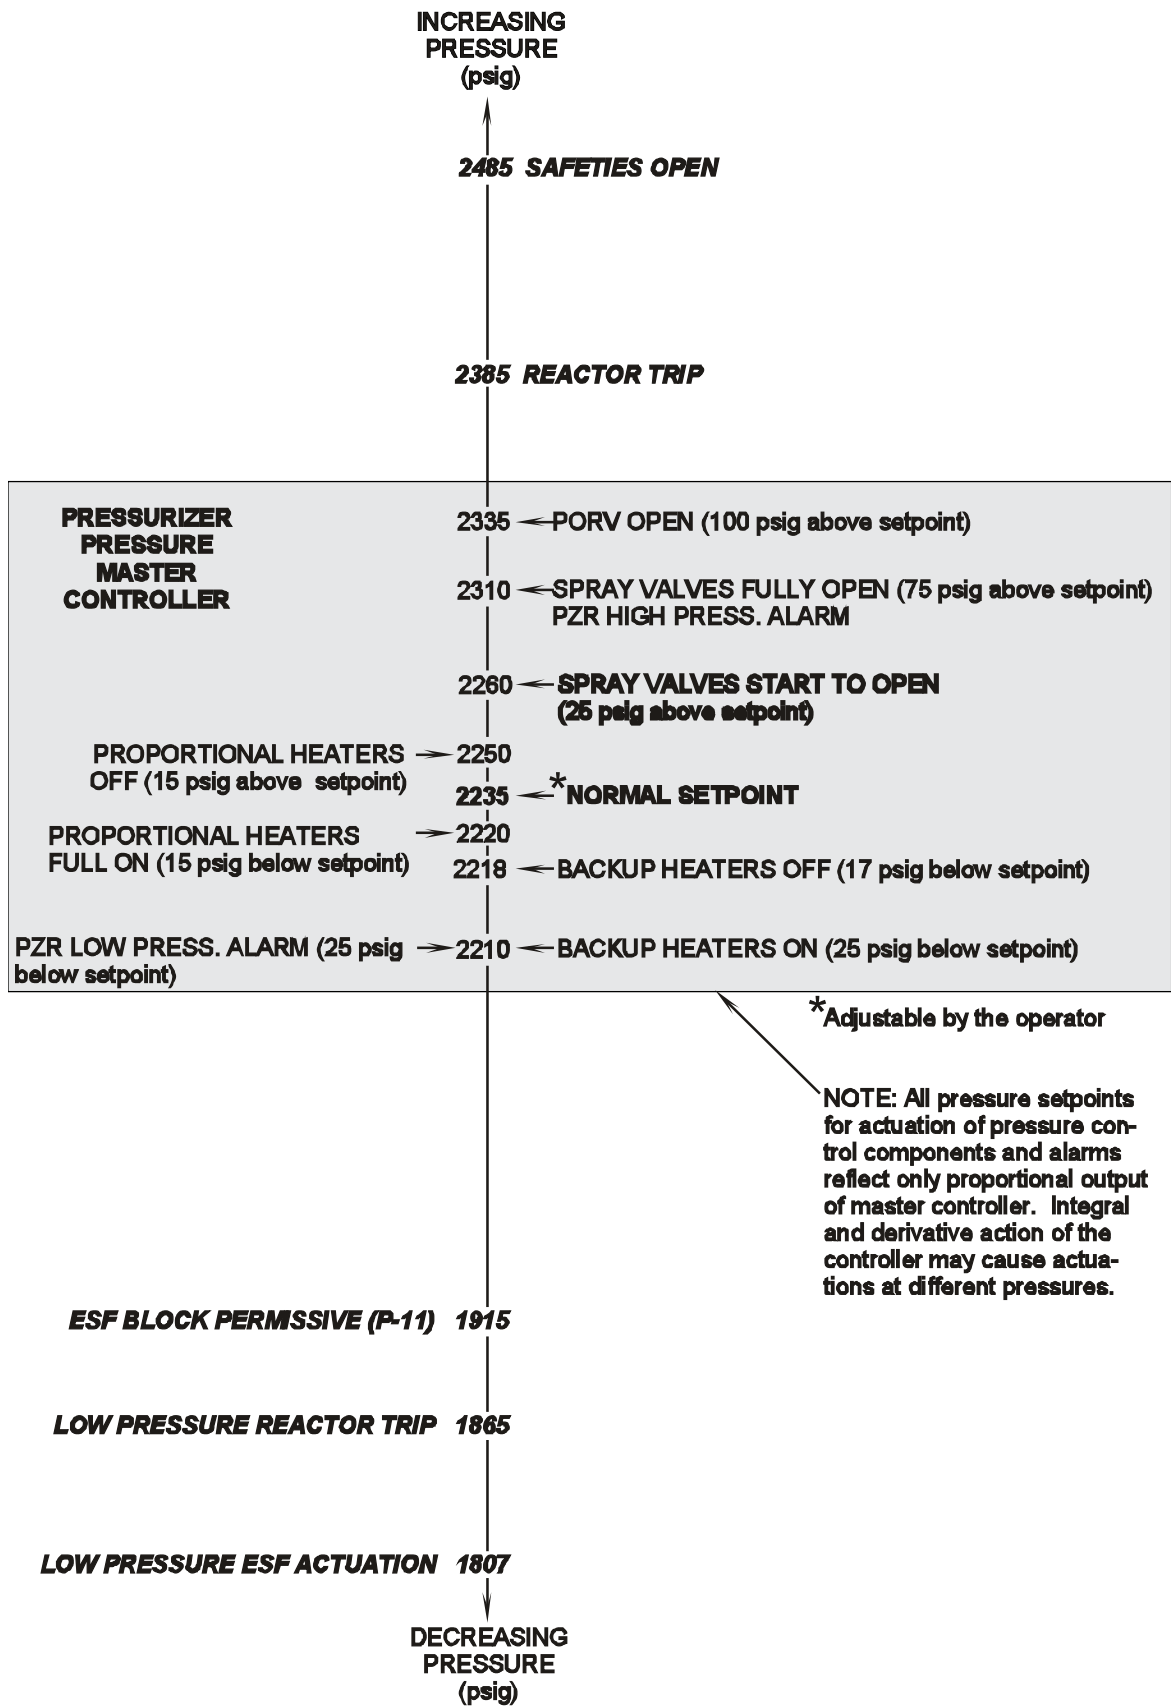 INCREASING
PRESSURE
(psig)
2485 SAFETIES OPEN
2385 REACTOR TRIP
PRESSURIZER
PRESSURE
MASTER
CONTROLLER
2335 PORV OPEN (100 psig above setpoint)
2310 SPRAY VALVES FULLY OPEN (75 psig above setpoint)
PZR HIGH PRESS. ALARM
2260 SPRAY VALVES START TO OPEN
(25 psig above setpoint)
PROPORTIONAL HEATERS 2250
OFF (15 psig above setpoint)
2235 *NORMAL SETPOINT
PROPORTIONAL HEATERS 2220
FULL ON (15 psig below setpoint)
2218 BACKUP HEATERS OFF (17 psig below setpoint)
PZR LOW PRESS. ALARM (25 psig 2210 BACKUP HEATERS ON (25 psig below setpoint)
below setpoint)
*Adjustable by the operator
NOTE: All pressure setpoints
for actuation of pressure con-
trol components and alarms
reflect only proportional output
of master controller. Integral
and derivative action of the
controller may cause actua-
tions at different pressures.
ESF BLOCK PERMISSIVE (P-11) 1915
LOW PRESSURE REACTOR TRIP 1865
LOW PRESSURE ESF ACTUATION 1807
DECREASING
PRESSURE
(psig)